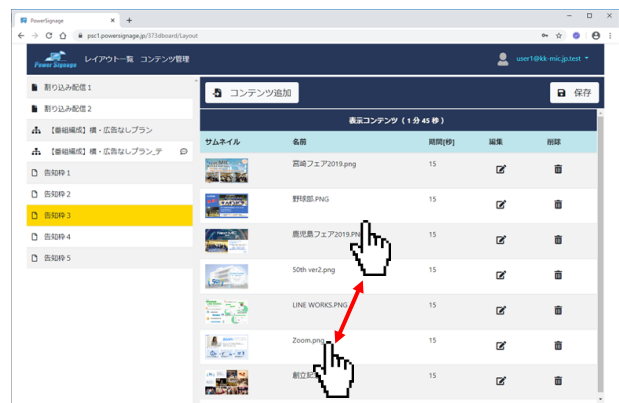 PowerSignage
psc1.powersignage.jp/373dboard/Layout
Power Signage
レイアウト一覧 コンテンツ管理
user1@kk-mic.jp.test
割り込み配信1
割り込み配信2
【番組編成】横・広告なしプラン
【番組編成】横・広告なしプラン_テ
告知枠1
告知枠2
告知枠3
告知枠4
告知枠5
コンテンツ追加
保存
表示コンテンツ（1分45秒）
サムネイル 名前 時間[秒] 編集 削除
宮崎フェア2019.png 15
野球部.PNG 15
鹿児島フェア2019.PN 15
50th ver2.png 15
LINE WORKS.PNG 15
Zoom.png 15
創立記 15